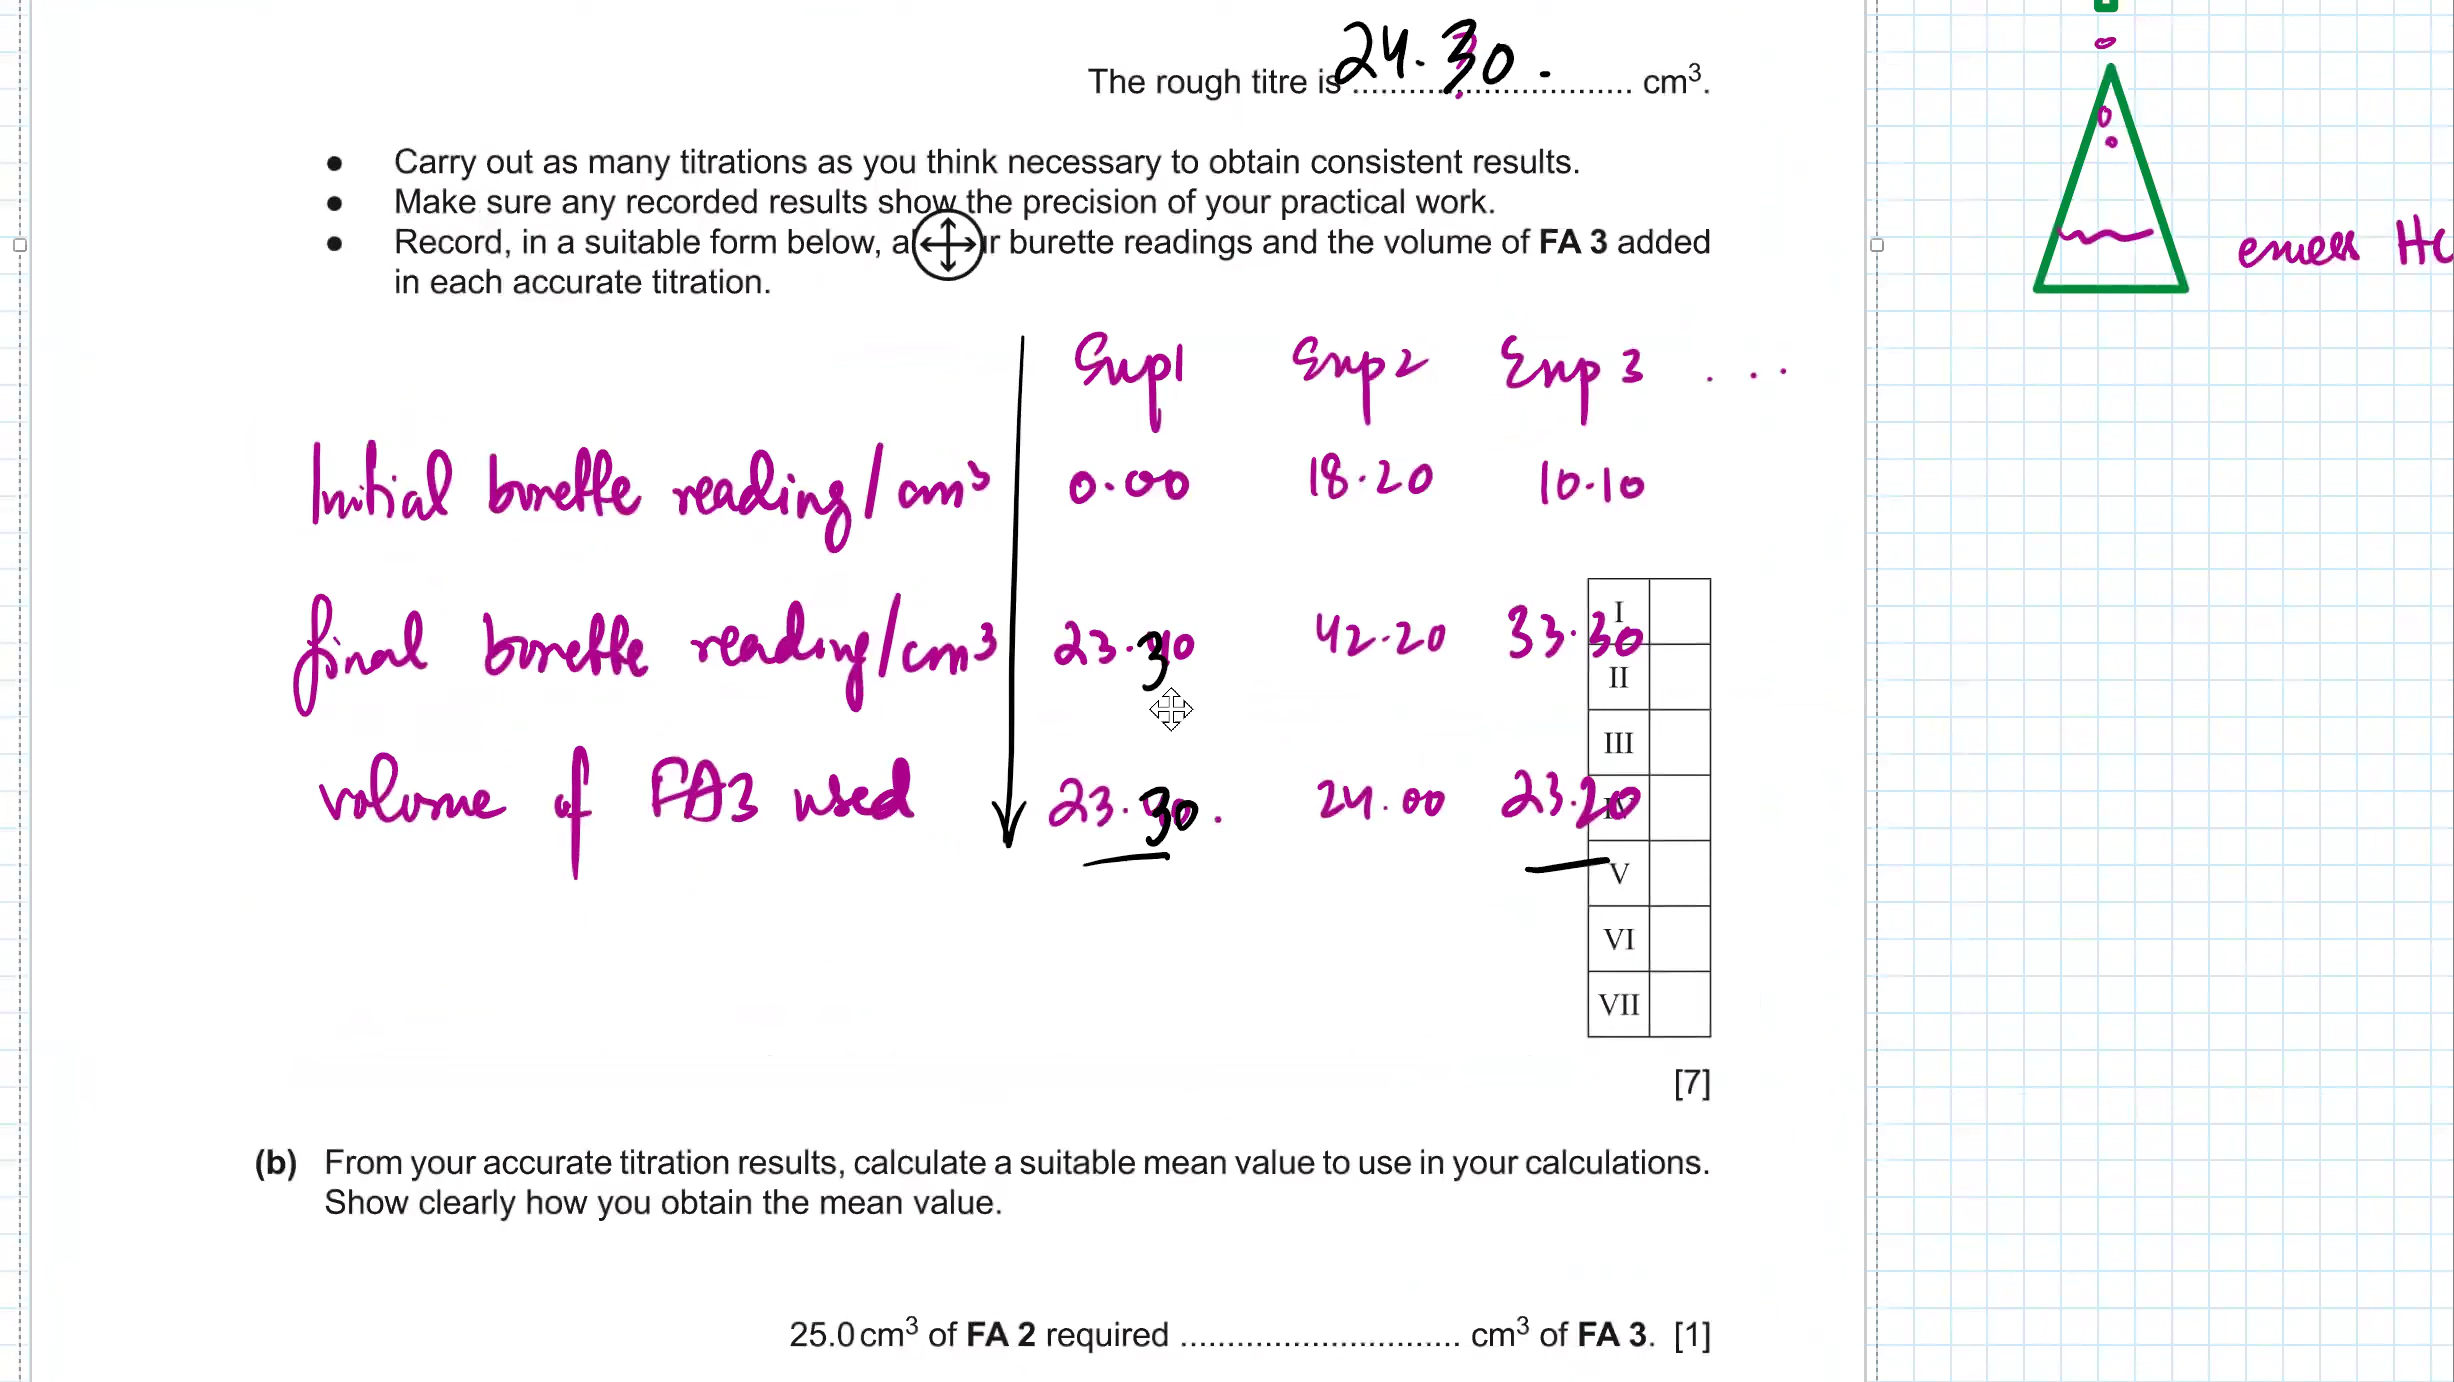 The rough titre is 24.30. cm³.
• Carry out as many titrations as you think necessary to obtain consistent results.
• Make sure any recorded results show the precision of your practical work.
• Record, in a suitable form below, a r burette readings and the volume of FA 3 added
in each accurate titration.
excess HC
Exp1 Exp 2 Exp 3 ...
Initial burette reading/cm³ 0.00 18.20 10.10
final burette reading/cm³ 23.30 42.20 33.30
volume of FA3 used 23.30. 24.00 23.20
I
II
III
IV
V
VI
VII
[7]
(b) From your accurate titration results, calculate a suitable mean value to use in your calculations.
Show clearly how you obtain the mean value.
25.0 cm³ of FA 2 required ............................ cm³ of FA 3. [1]